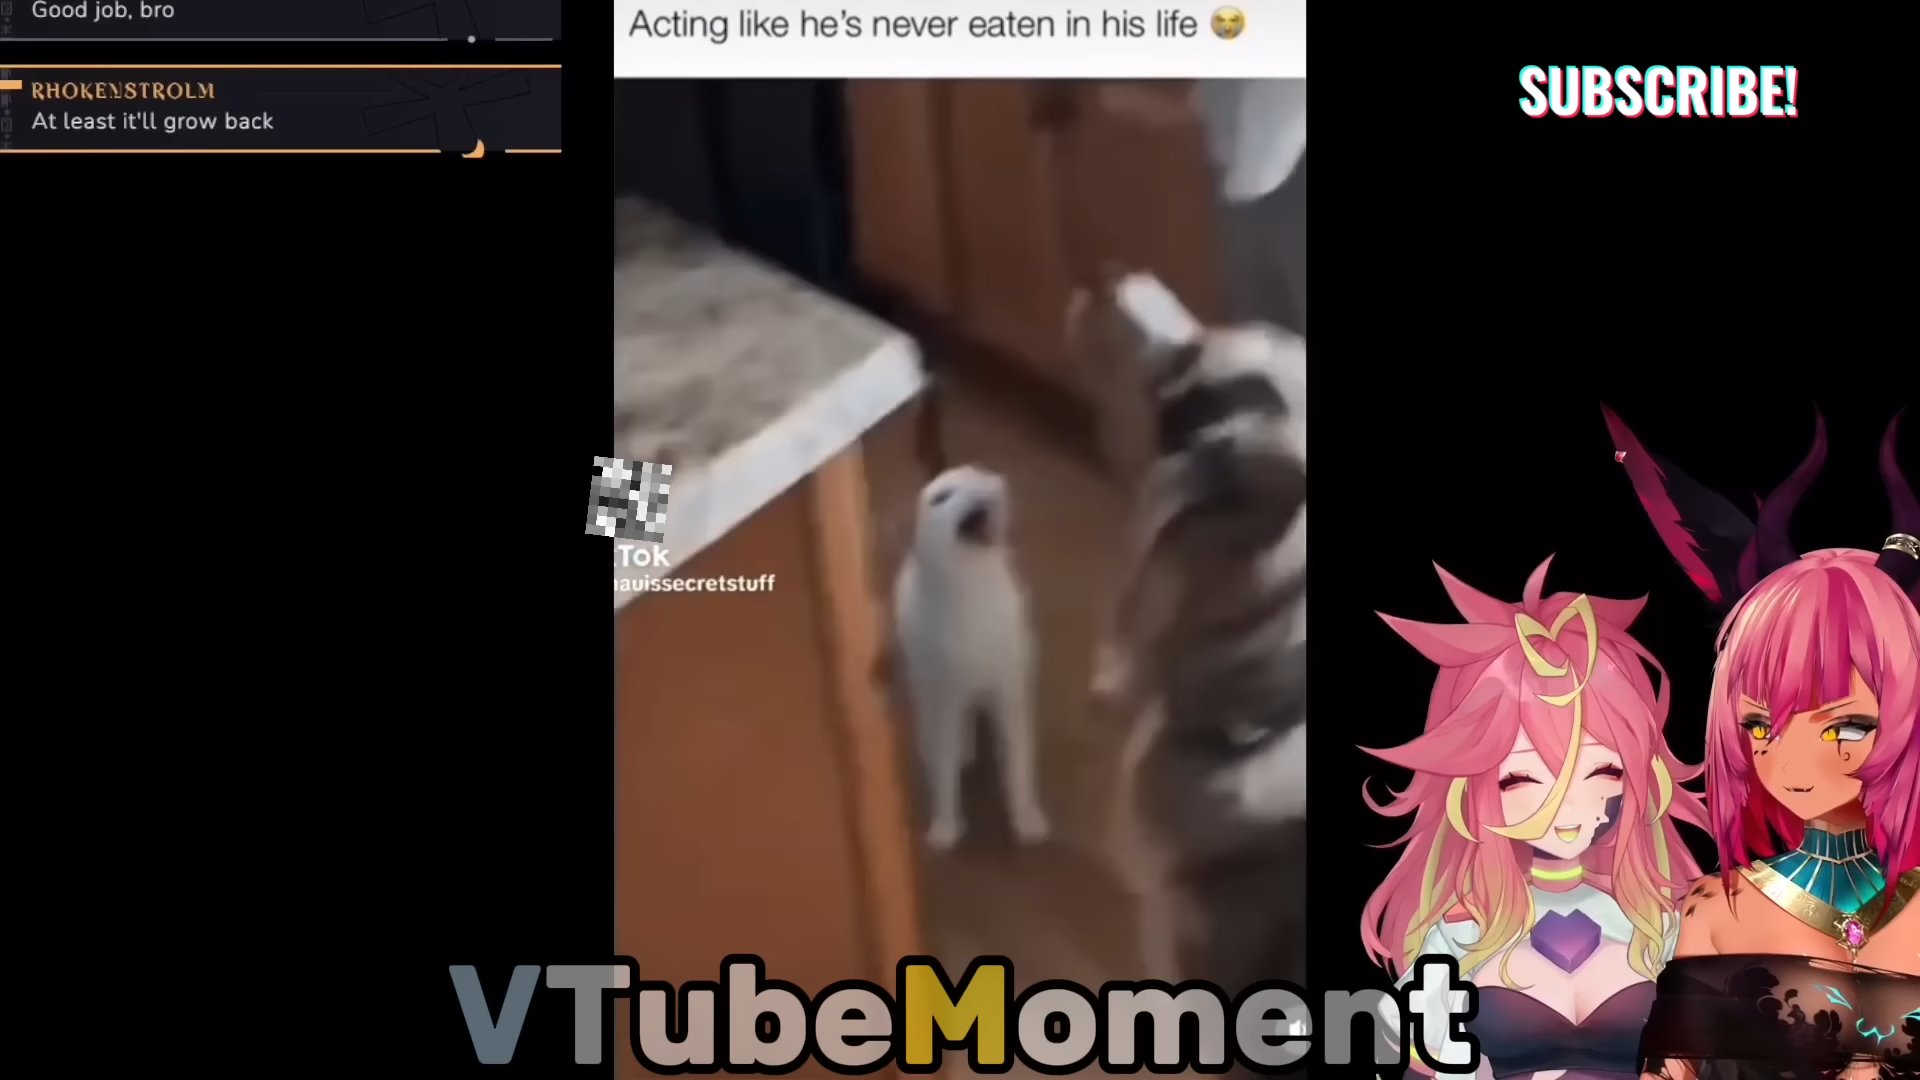 Good job, bro
RHOKENSTROLM
At least it'll grow back
Acting like he's never eaten in his life 😭
SUBSCRIBE!
Tok
auissecretstuff
VTubeMoment